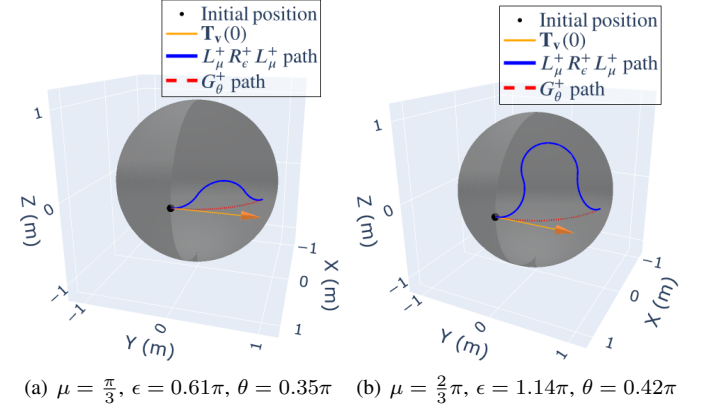 Initial position
T_v(0)
L_μ^+ R_ϵ^+ L_μ^+ path
G_θ^+ path
1
0
−1
Z (m)
−1
0
1
Y (m)
−1
0
1
X (m)
Initial position
T_v(0)
L_μ^+ R_ϵ^+ L_μ^+ path
G_θ^+ path
1
0
−1
Z (m)
−1
0
1
Y (m)
−1
0
1
X (m)
(a) μ = π/3, ϵ = 0.61π, θ = 0.35π
(b) μ = 2/3π, ϵ = 1.14π, θ = 0.42π